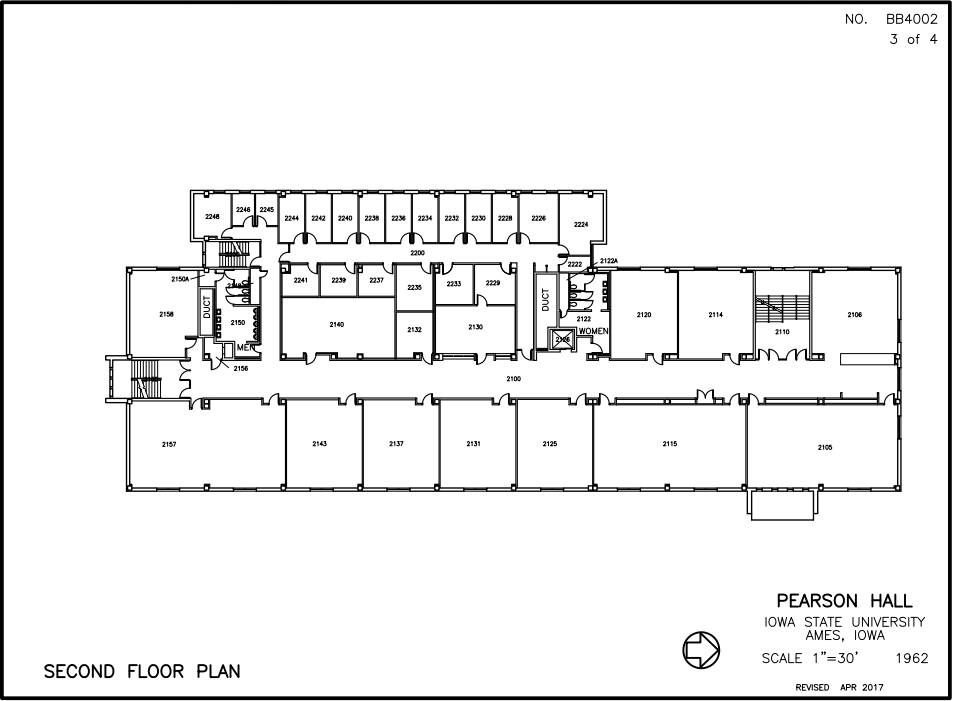 NO. BB4002
3 of 4
2248 2246 2245 2244 2242 2240 2238 2236 2234 2232 2230 2228 2226 2224
2200
2222 2122A
2150A 2241 2239 2237 2235 2233 2229
DUCT DUCT
2158 2150 2140 2132 2130 2122 2120 2114 2110 2106
WOMEN
2126
MEN
2156
2100
2157 2143 2137 2131 2125 2115 2105
PEARSON HALL
IOWA STATE UNIVERSITY
AMES, IOWA
SCALE 1"=30' 1962
REVISED APR 2017
SECOND FLOOR PLAN